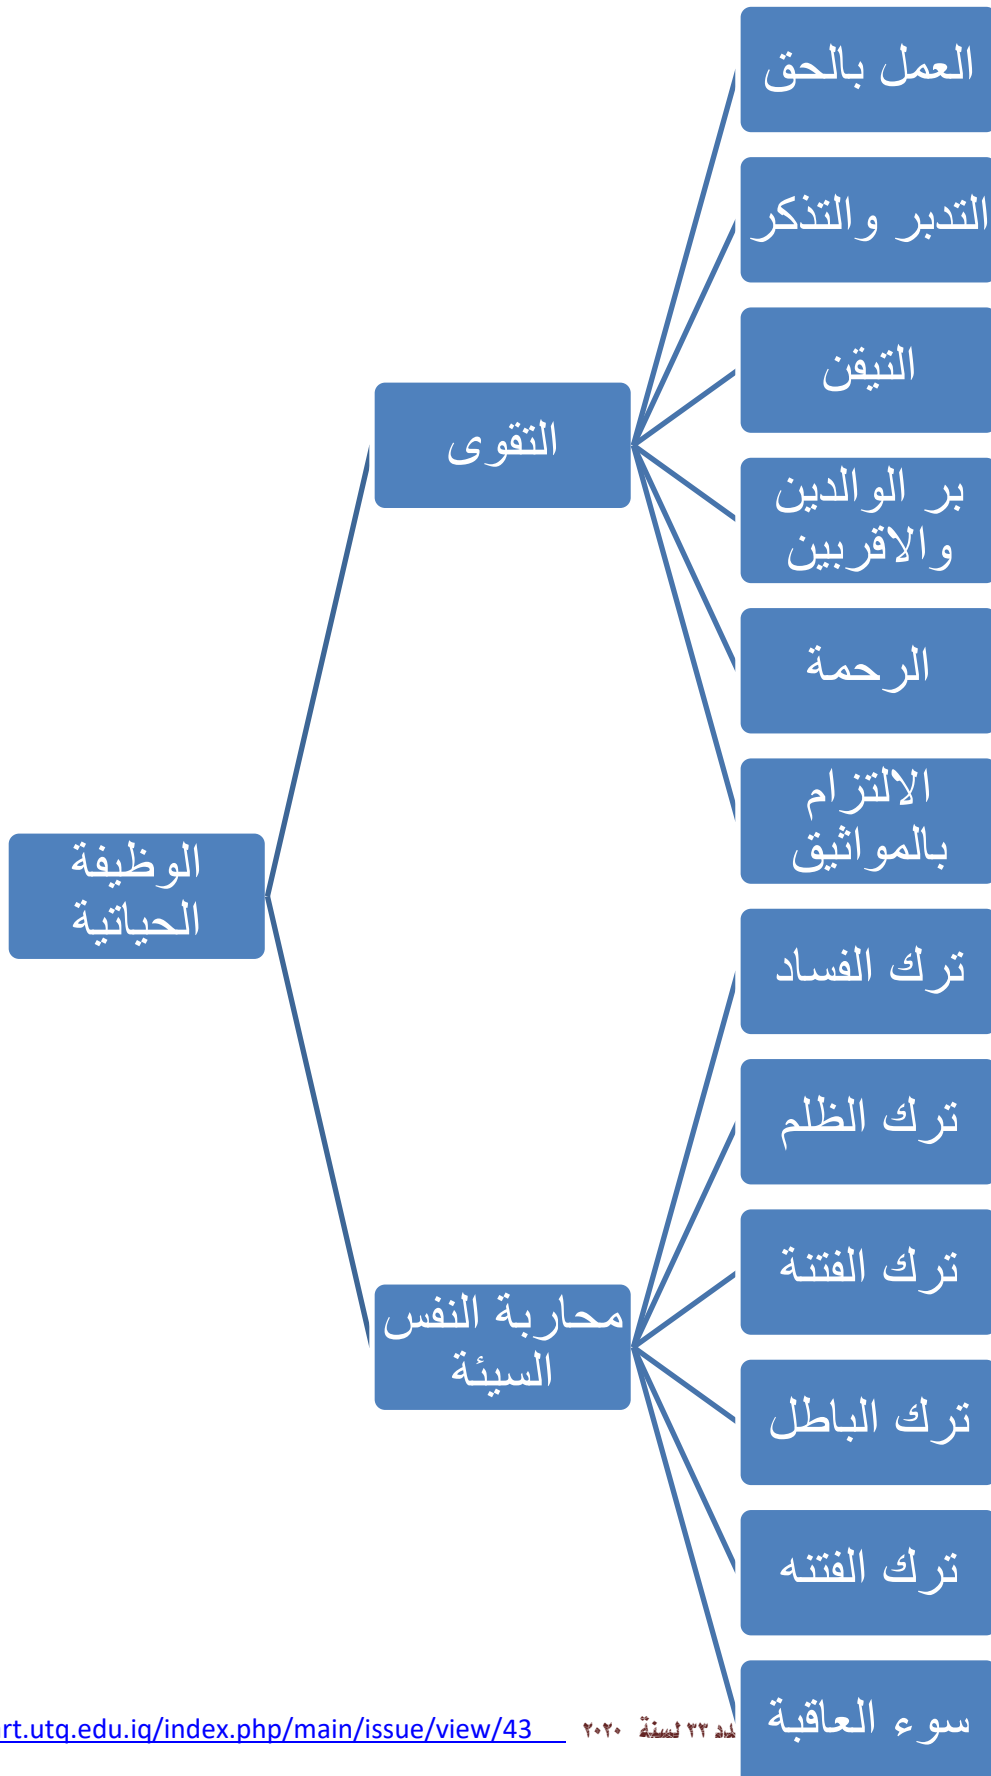 العمل بالحق
التدبر والتذكر
التيقن
التقوى
بر الوالدين
والاقربين
الرحمة
الالتزام
بالمواثيق
الوظيفة
الحياتية
ترك الفساد
ترك الظلم
ترك الفتنة
محاربة النفس
السيئة
ترك الباطل
ترك الفتنه
سوء العاقبة
rt.utq.edu.iq/index.php/main/issue/view/43 ٣٣ لسنة ٢٠٢٠